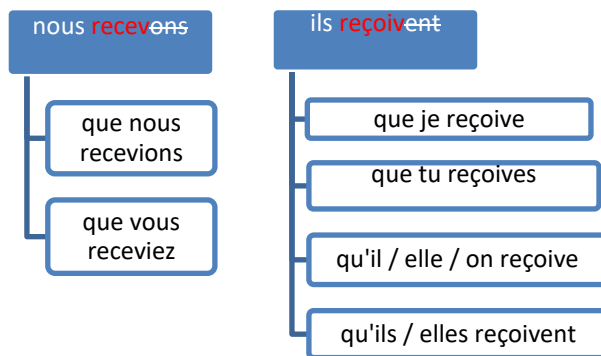 nous recevons
que nous
recevions
que vous
receviez
ils reçoivent
que je reçoive
que tu reçoives
qu'il / elle / on reçoive
qu'ils / elles reçoivent